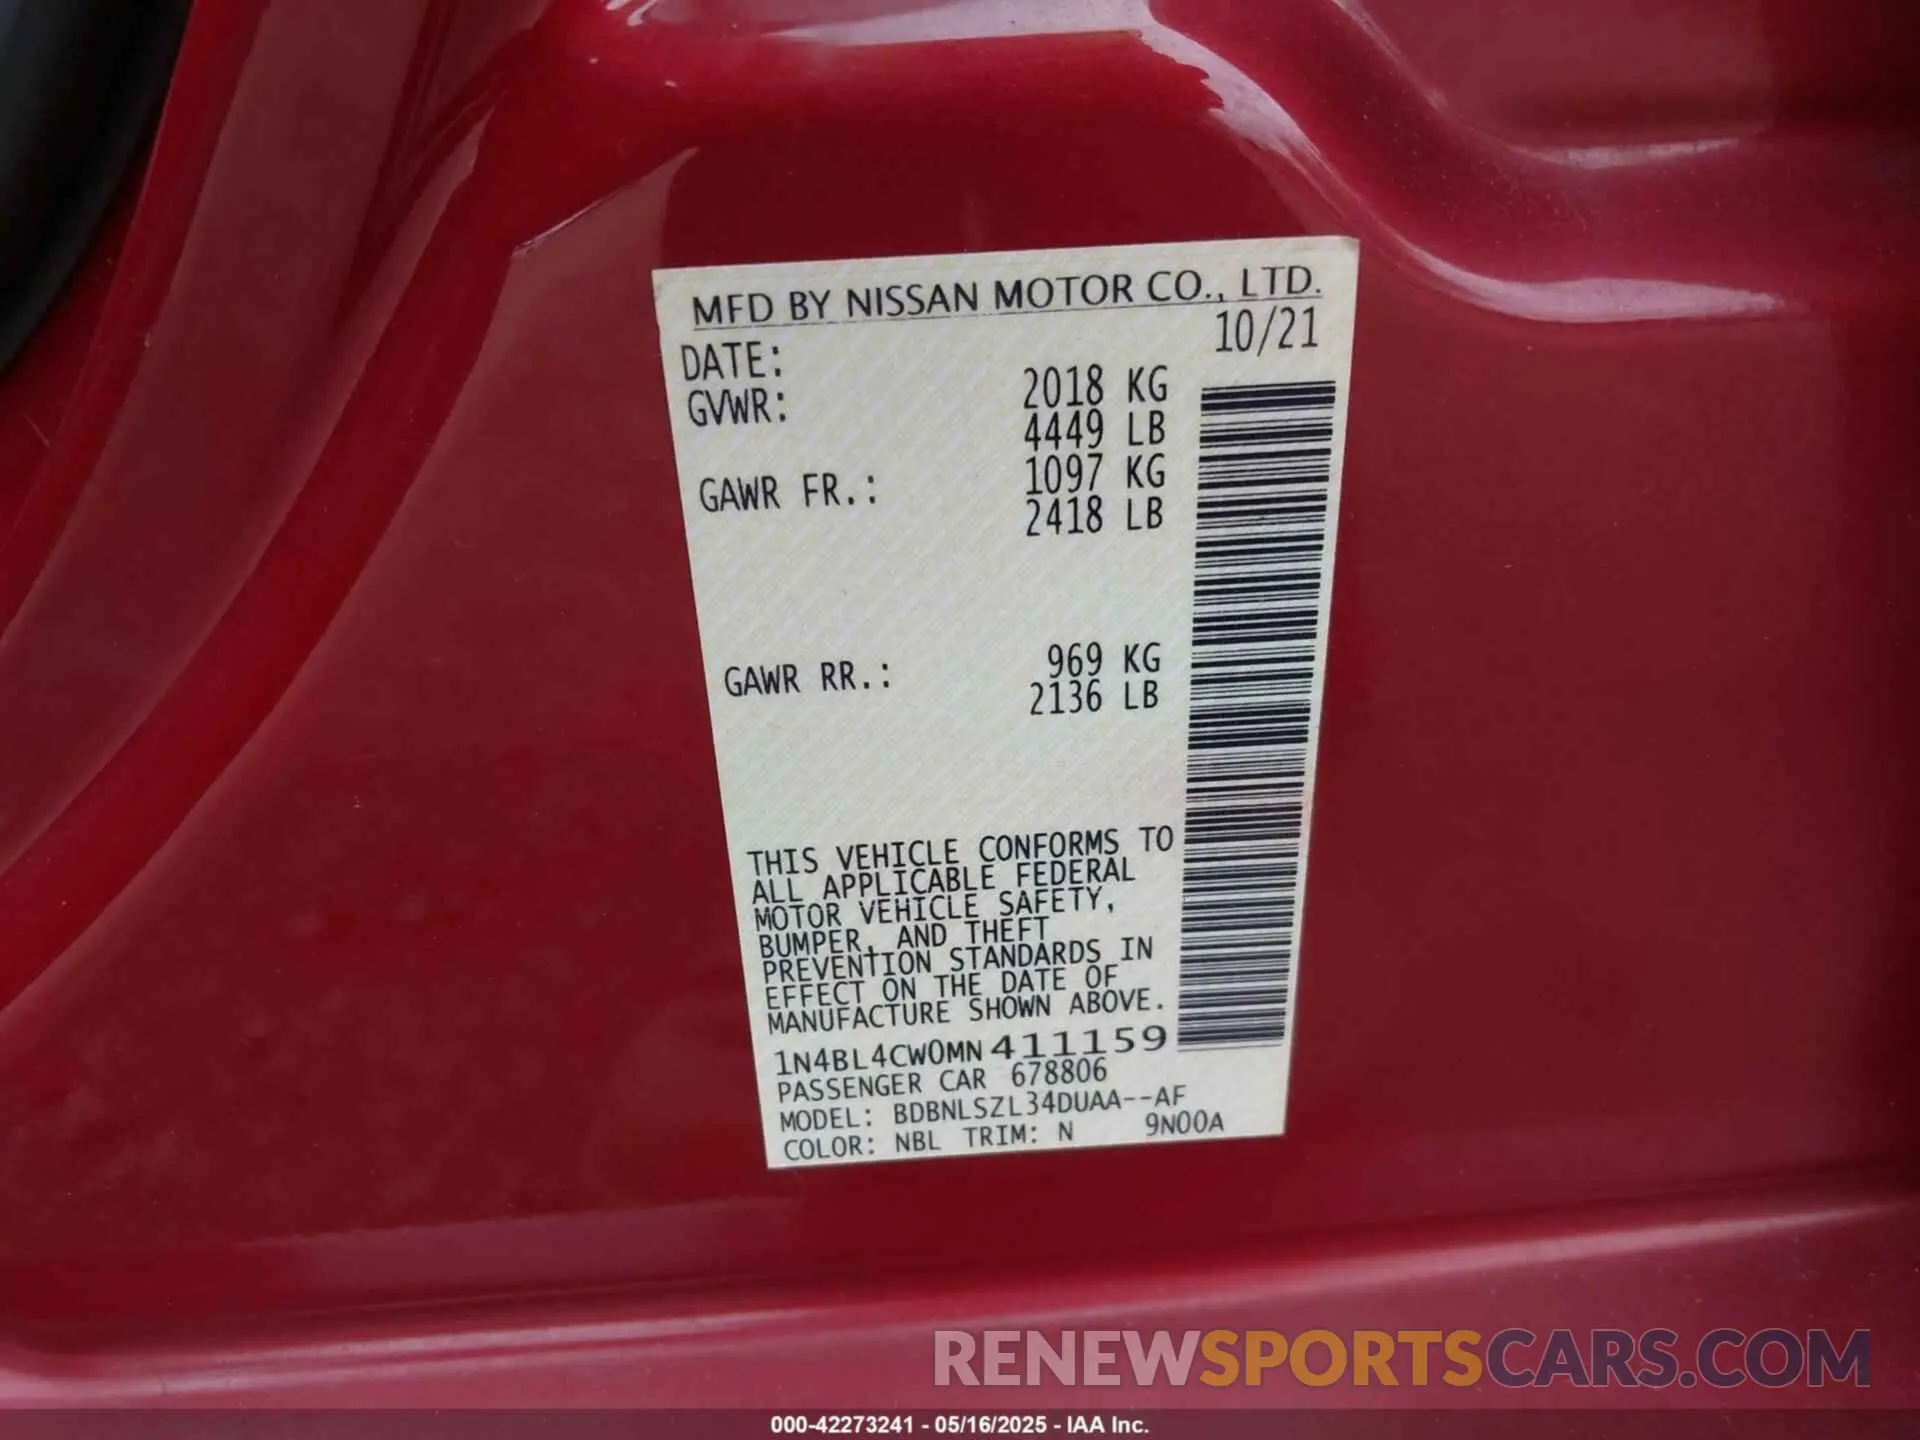 MFD BY NISSAN MOTOR CO., LTD.
DATE: 10/21
GVWR: 2018 KG
4449 LB
GAWR FR.: 1097 KG
2418 LB
GAWR RR.: 969 KG
2136 LB
THIS VEHICLE CONFORMS TO
ALL APPLICABLE FEDERAL
MOTOR VEHICLE SAFETY,
BUMPER, AND THEFT
PREVENTION STANDARDS IN
EFFECT ON THE DATE OF
MANUFACTURE SHOWN ABOVE.
1N4BL4CW0MN411159
PASSENGER CAR 678806
MODEL: BDBNLSZL34DUAA--AF
COLOR: NBL TRIM: N 9N00A
RENEWSPORTSCARS.COM
000-42273241 - 05/16/2025 - IAA Inc.